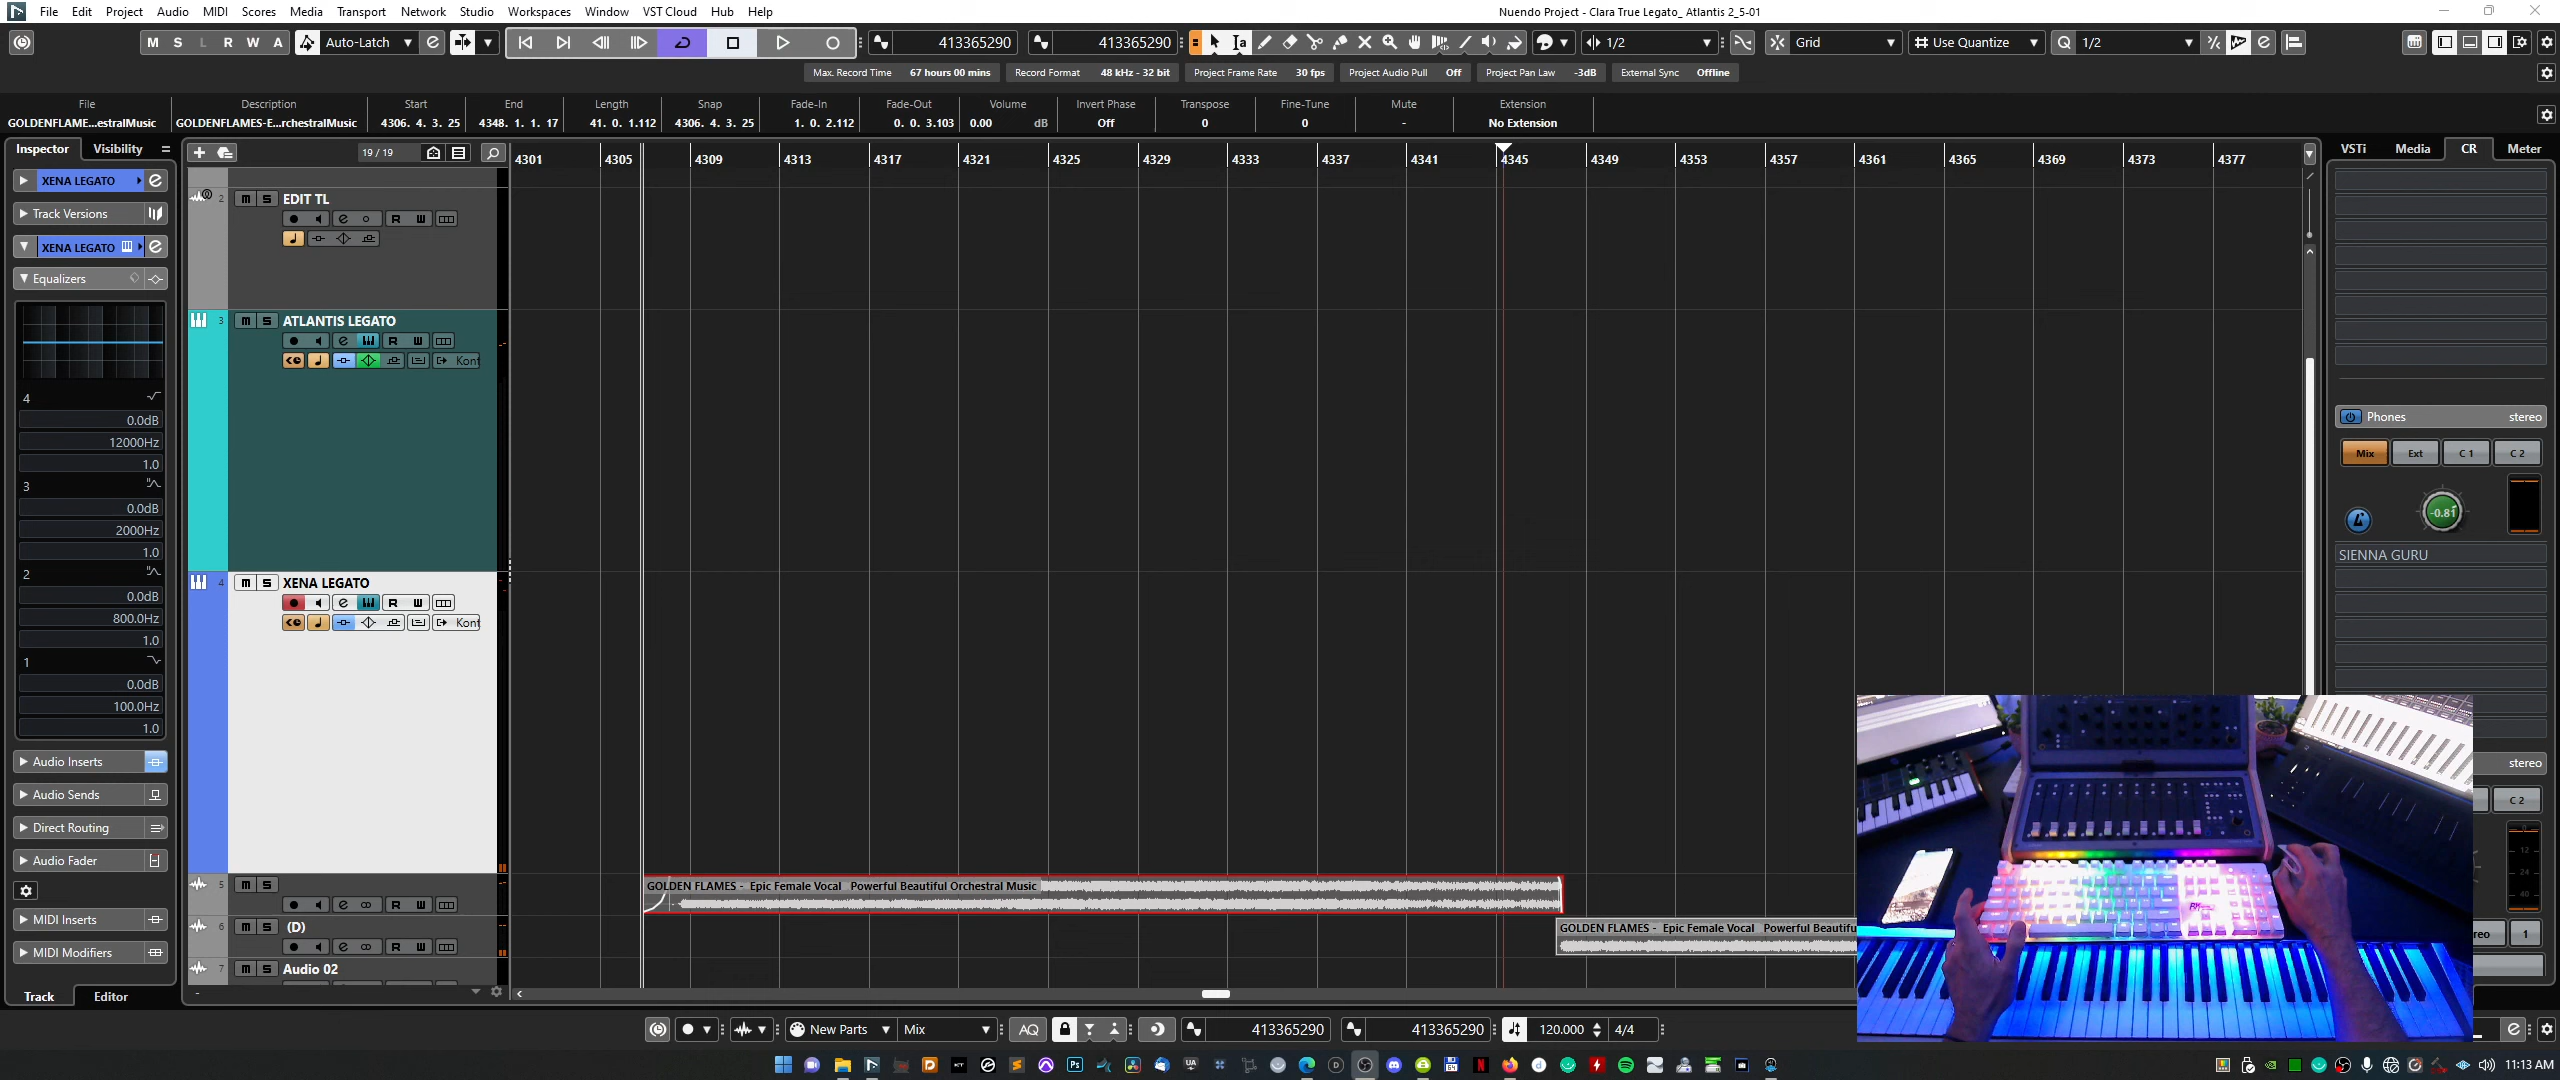 File Edit Project Audio MIDI Scores Media Transport Network Studio Workspaces Window VST Cloud Hub Help
Nuendo Project - Clara True Legato_ Atlantis 2_5-01
M S L R W A Auto-Latch 413365290 413365290 1/2 Grid Use Quantize Q 1/2
Max. Record Time 67 hours 00 mins Record Format 48 kHz - 32 bit Project Frame Rate 30 fps Project Audio Pull Off Project Pan Law -3dB External Sync Offline
File Description Start End Length Snap Fade-In Fade-Out Volume Invert Phase Transpose Fine-Tune Mute Extension
GOLDENFLAME...estralMusic GOLDENFLAMES-E...rchestralMusic 4306. 4. 3. 25 4348. 1. 1. 17 41. 0. 1.112 4306. 4. 3. 25 1. 0. 2.112 0. 0. 3.103 0.00 dB Off 0 0 - No Extension
Inspector Visibility
19 / 19
4301 4305 4309 4313 4317 4321 4325 4329 4333 4337 4341 4345 4349 4353 4357 4361 4365 4369 4373 4377
VSTi Media CR Meter
XENA LEGATO
Track Versions
XENA LEGATO
Equalizers
4
0.0dB
12000Hz
1.0
3
0.0dB
2000Hz
1.0
2
0.0dB
800.0Hz
1.0
1
0.0dB
100.0Hz
1.0
Audio Inserts
Audio Sends
Direct Routing
Audio Fader
MIDI Inserts
MIDI Modifiers
Track Editor
2 m S EDIT TL
R W
3 m S ATLANTIS LEGATO
R W
Kont
4 m S XENA LEGATO
R W
Kont
5 m S
R W
6 m S (D)
R W
7 m S Audio 02
GOLDEN FLAMES - Epic Female Vocal Powerful Beautiful Orchestral Music
GOLDEN FLAMES - Epic Female Vocal Powerful Beautifu
Phones stereo
Mix Ext C 1 C 2
-0.81
SIENNA GURU
stereo
C 2
0
12
24
40
reo 1
New Parts Mix AQ 413365290 413365290 120.000 4/4
11:13 AM